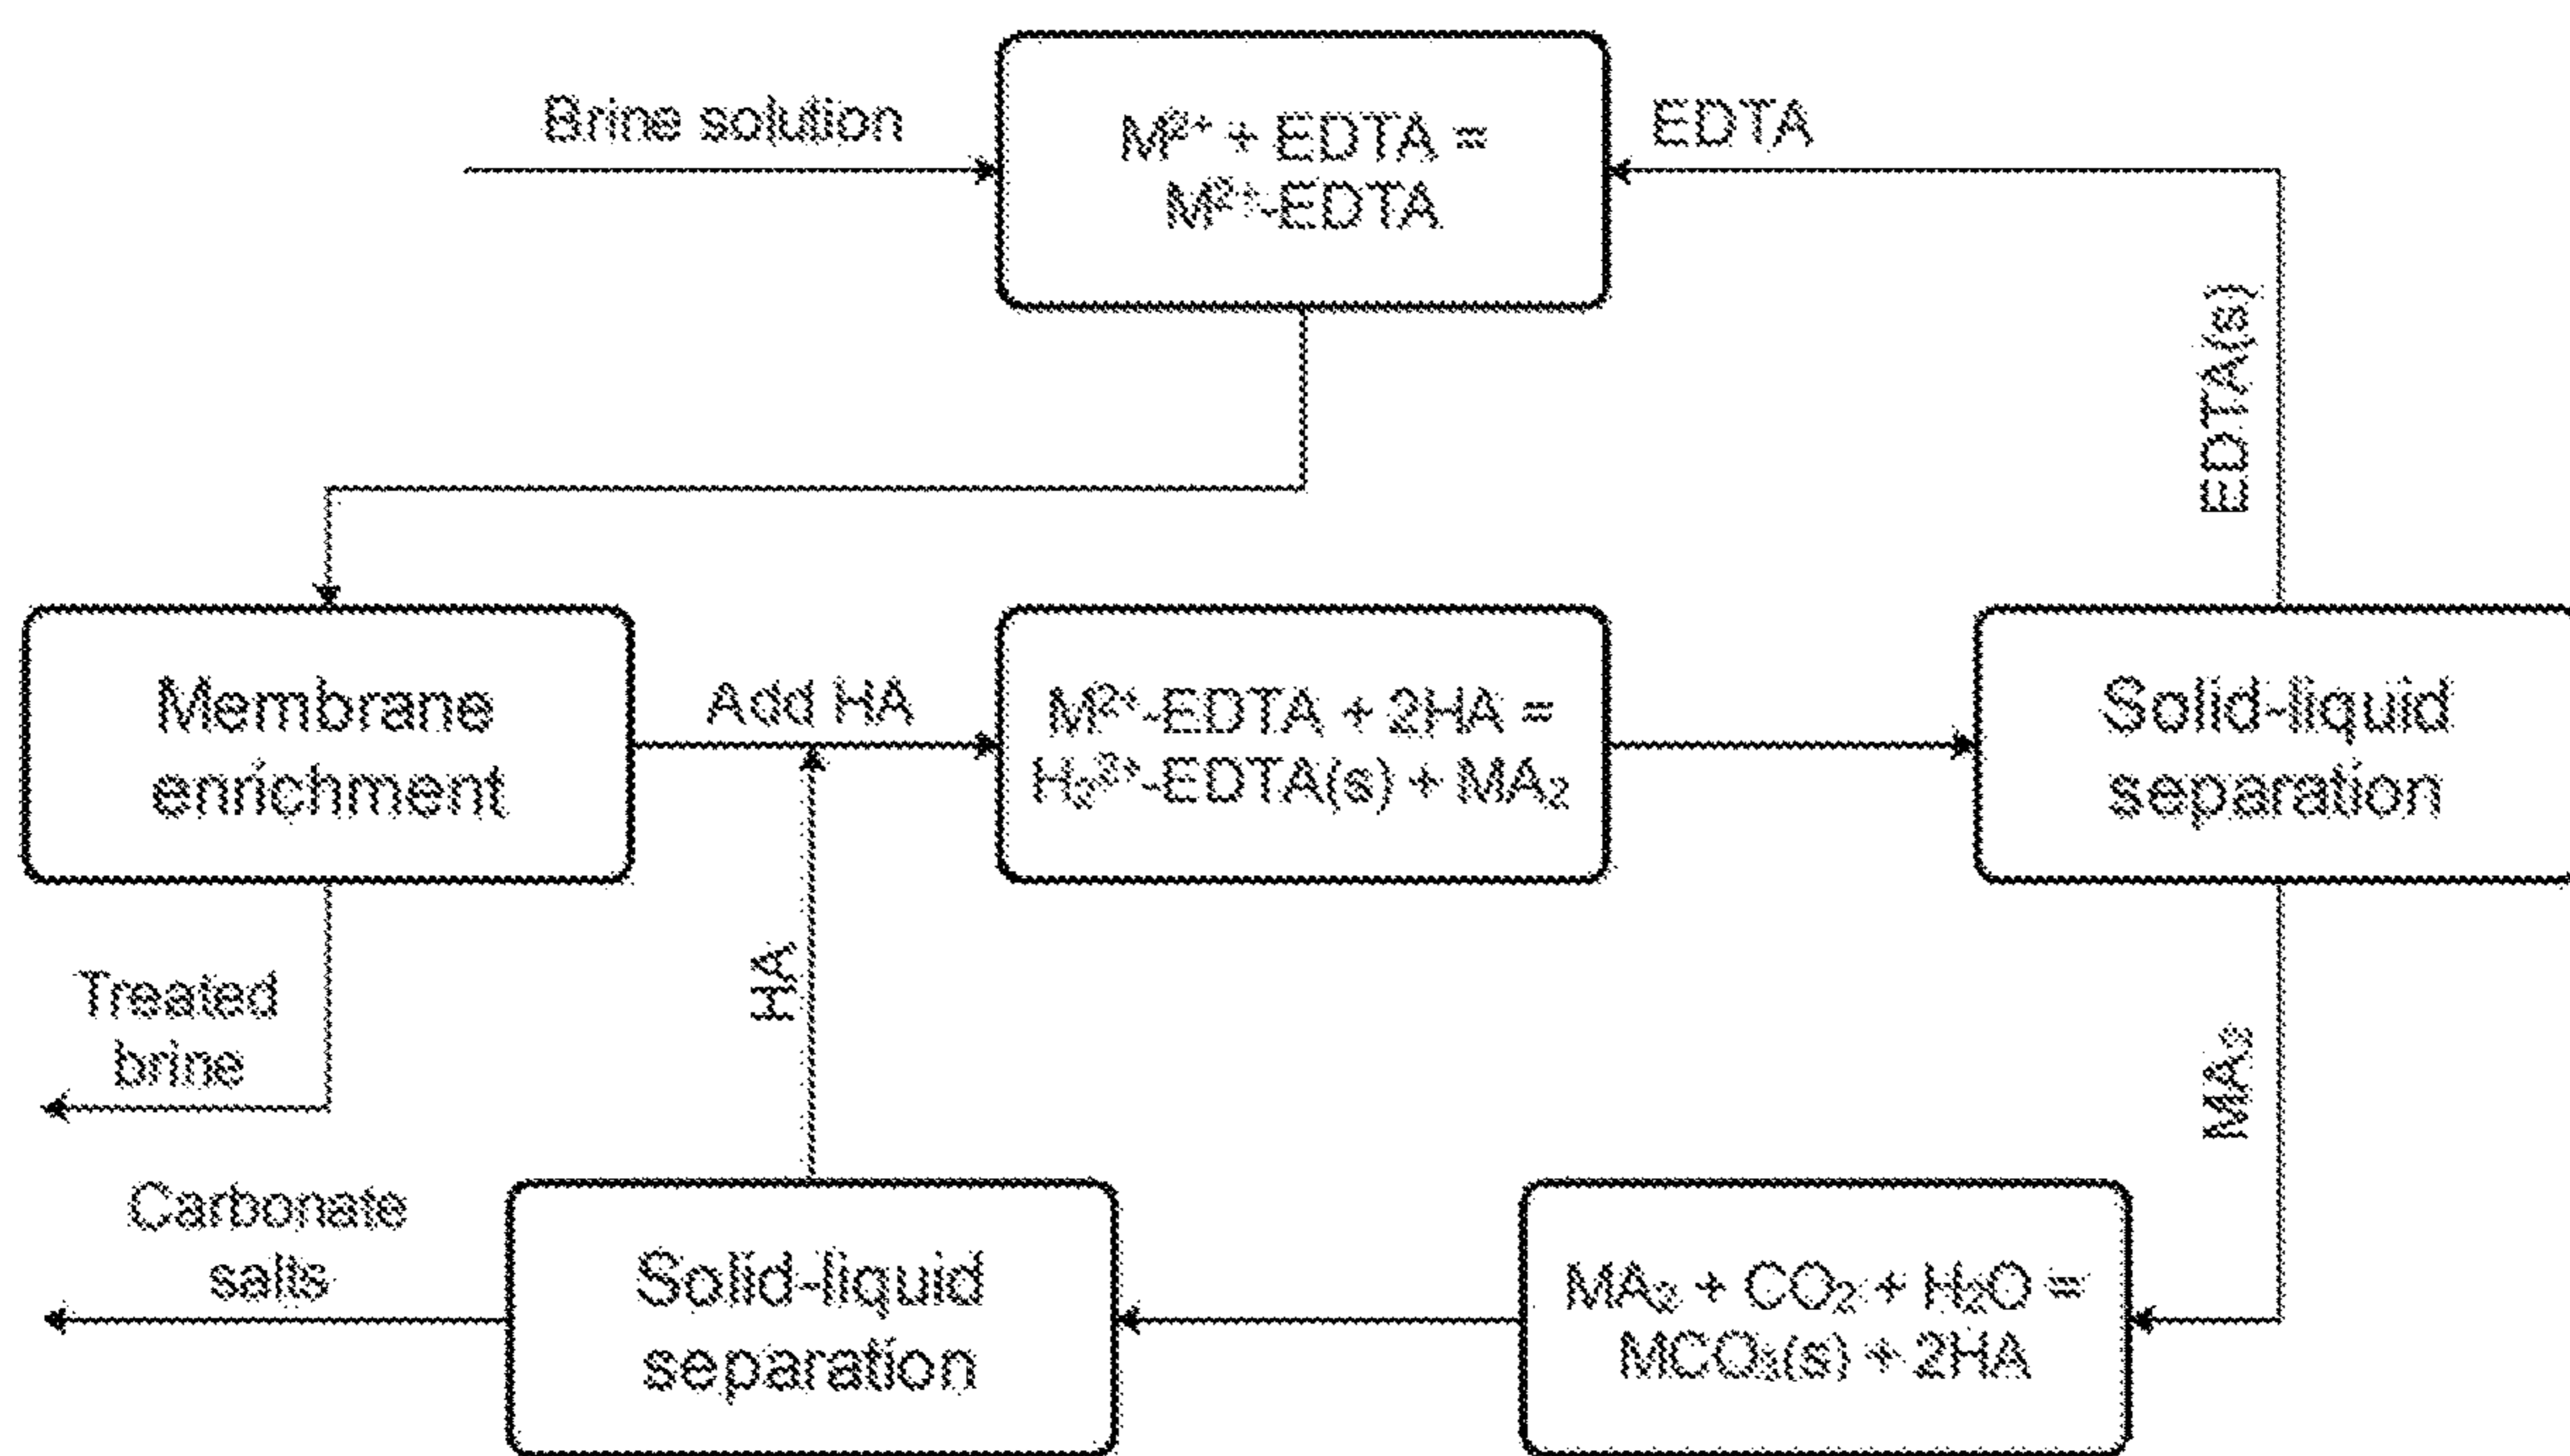 Brine solution
M²⁺ + EDTA =
M²⁺-EDTA
EDTA
EDTA(s)
Membrane
enrichment
Add HA
M²⁺-EDTA + 2HA =
H₂²⁺-EDTA(s) + MA₂
Solid-liquid
separation
Treated
brine
HA
MA₂
Carbonate
salts
Solid-liquid
separation
MA₂ + CO₂ + H₂O =
MCO₃(s) + 2HA